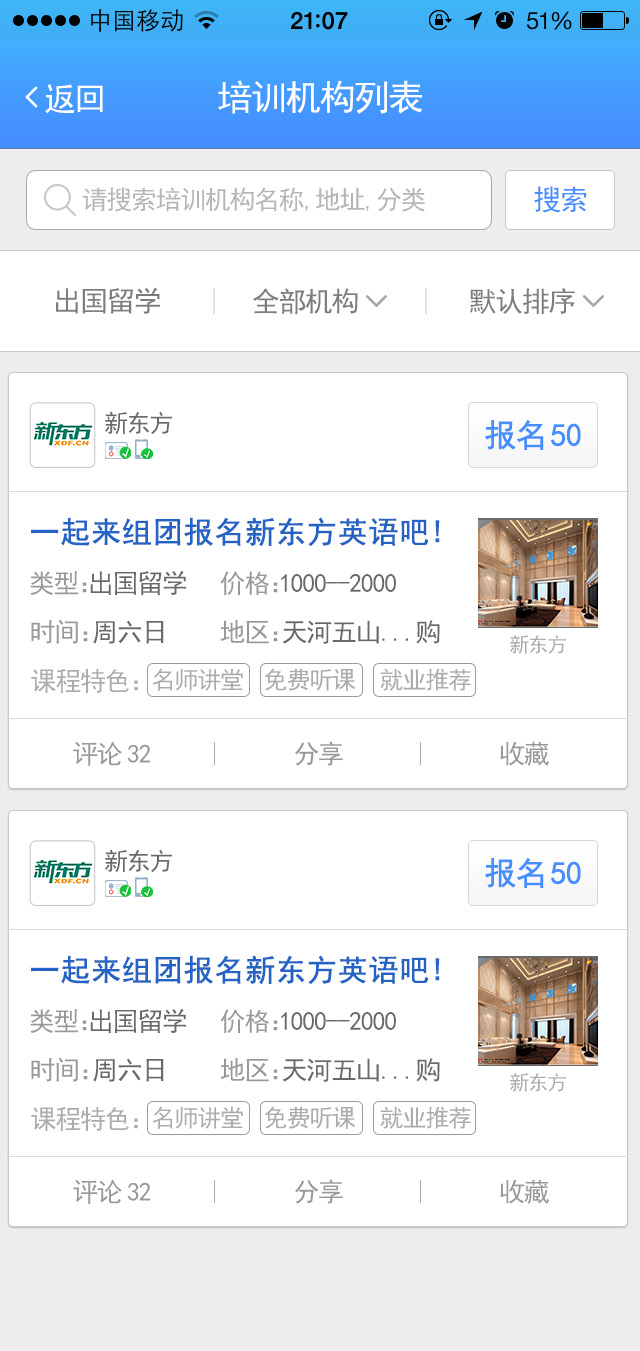 中国移动 21:07 51%
返回 培训机构列表
请搜索培训机构名称, 地址, 分类 搜索
出国留学 全部机构 默认排序
新东方 XDF.CN 新东方 报名50
一起来组团报名新东方英语吧！
类型:出国留学 价格:1000—2000
时间:周六日 地区:天河五山...购
新东方
课程特色: 名师讲堂 免费听课 就业推荐
评论 32 分享 收藏
新东方 XDF.CN 新东方 报名50
一起来组团报名新东方英语吧！
类型:出国留学 价格:1000—2000
时间:周六日 地区:天河五山...购
新东方
课程特色: 名师讲堂 免费听课 就业推荐
评论 32 分享 收藏